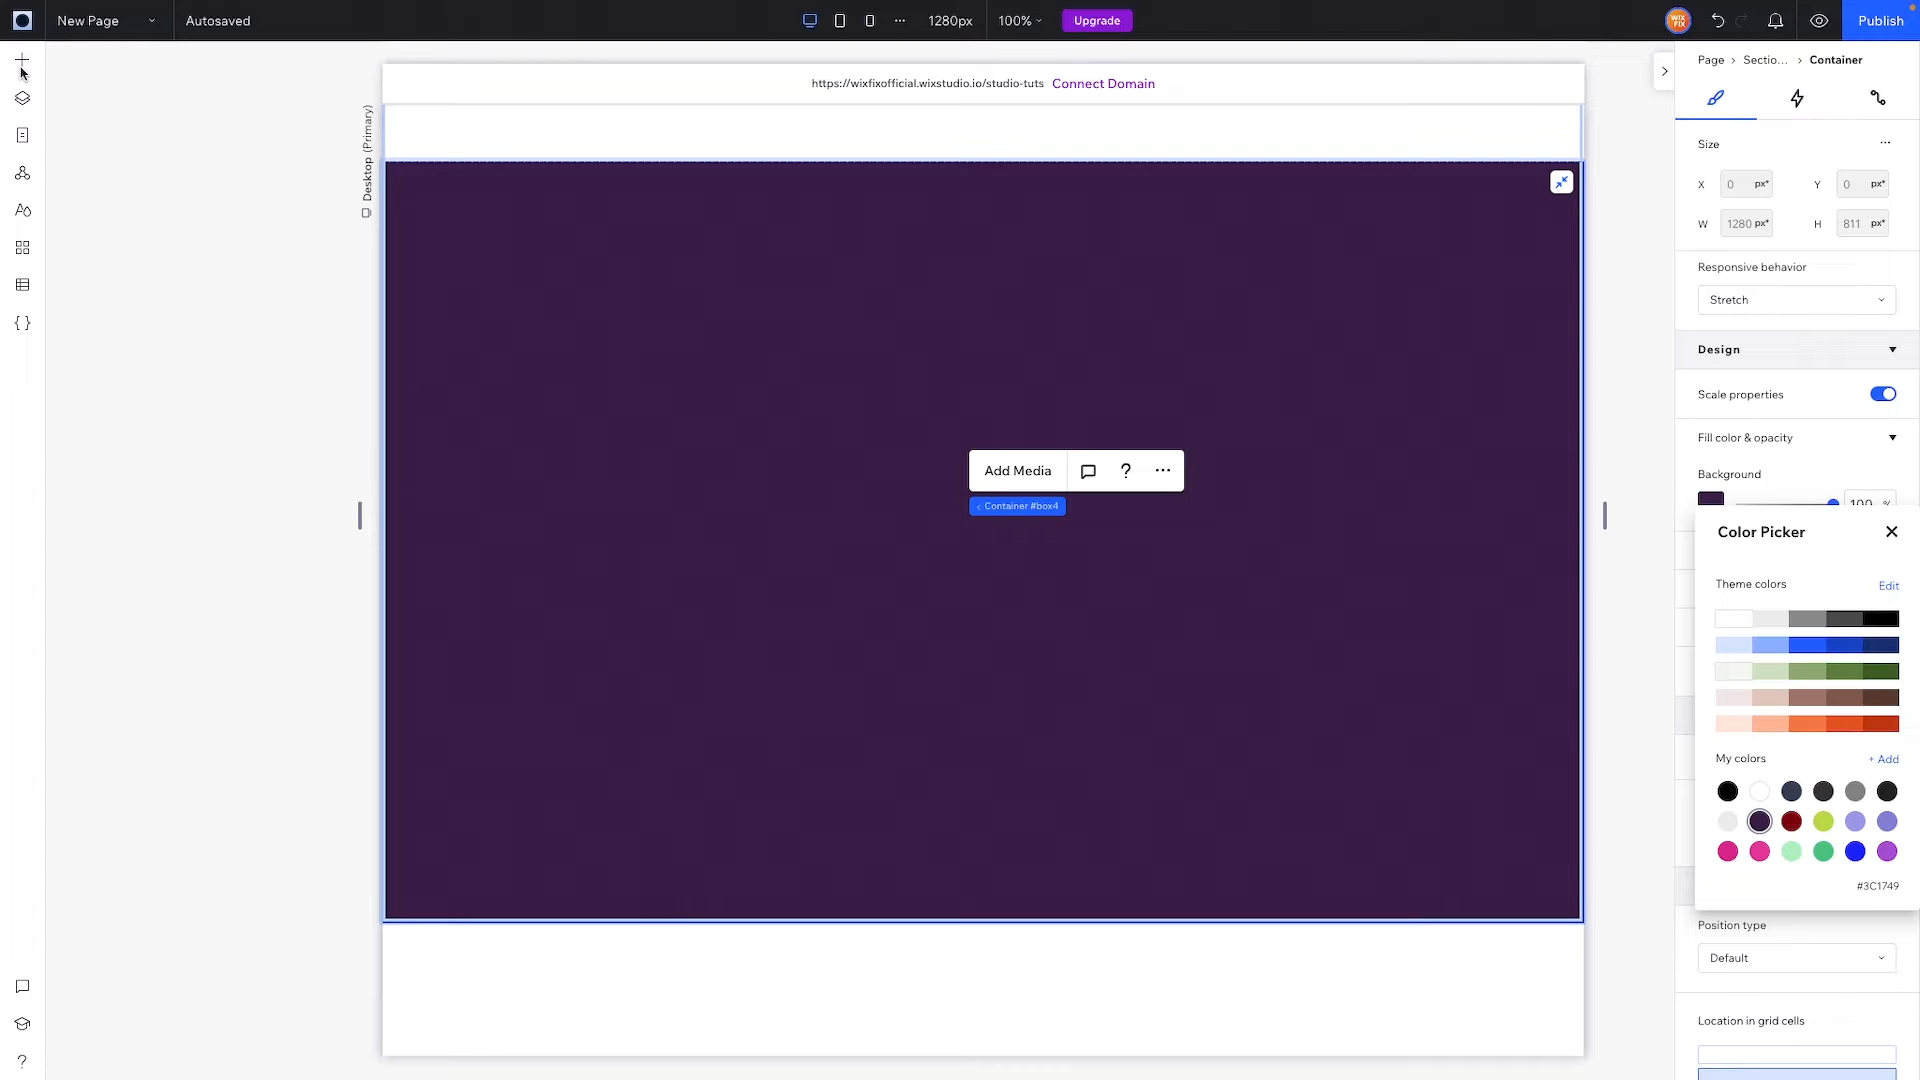 New Page
Autosaved
1280px
100%
Upgrade
WIX
FIX
Publish
https://wixfixofficial.wixstudio.io/studio-tuts Connect Domain
Desktop (Primary)
Add Media
?
‹ Container #box4
Page › Sectio... › Container
Size
X 0 px*
Y 0 px*
W 1280 px*
H 811 px*
Responsive behavior
Stretch
Design
Scale properties
Fill color & opacity
Background
100 %
Color Picker
Theme colors
Edit
My colors
+ Add
#3C1749
Position type
Default
Location in grid cells
{ }
?